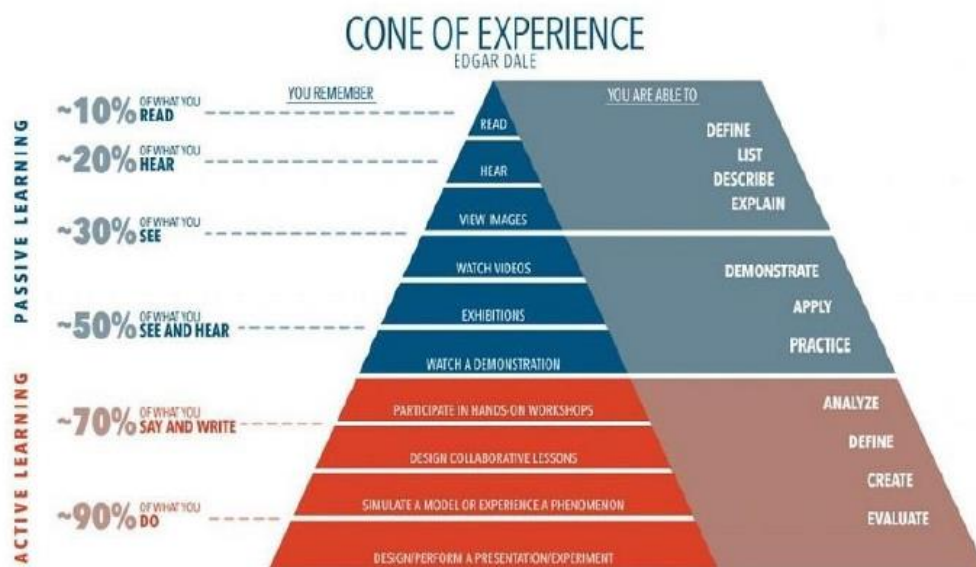 CONE OF EXPERIENCE
EDGAR DALE
YOU REMEMBER
YOU ARE ABLE TO
PASSIVE LEARNING
ACTIVE LEARNING
~10% OF WHAT YOU READ
~20% OF WHAT YOU HEAR
~30% OF WHAT YOU SEE
~50% OF WHAT YOU SEE AND HEAR
~70% OF WHAT YOU SAY AND WRITE
~90% OF WHAT YOU DO
READ
HEAR
VIEW IMAGES
WATCH VIDEOS
EXHIBITIONS
WATCH A DEMONSTRATION
PARTICIPATE IN HANDS-ON WORKSHOPS
DESIGN COLLABORATIVE LESSONS
SIMULATE A MODEL OR EXPERIENCE A PHENOMENON
DESIGN/PERFORM A PRESENTATION/EXPERIMENT
DEFINE
LIST
DESCRIBE
EXPLAIN
DEMONSTRATE
APPLY
PRACTICE
ANALYZE
DEFINE
CREATE
EVALUATE